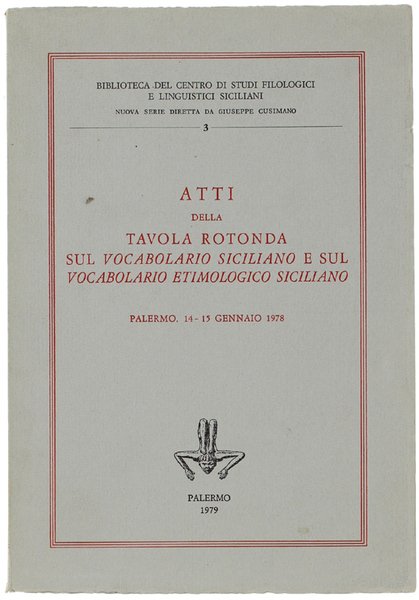 BIBLIOTECA DEL CENTRO DI STUDI FILOLOGICI
E LINGUISTICI SICILIANI
NUOVA SERIE DIRETTA DA GIUSEPPE CUSIMANO
3
ATTI
DELLA
TAVOLA ROTONDA
SUL VOCABOLARIO SICILIANO E SUL
VOCABOLARIO ETIMOLOGICO SICILIANO
PALERMO, 14-15 GENNAIO 1978
PALERMO
1979